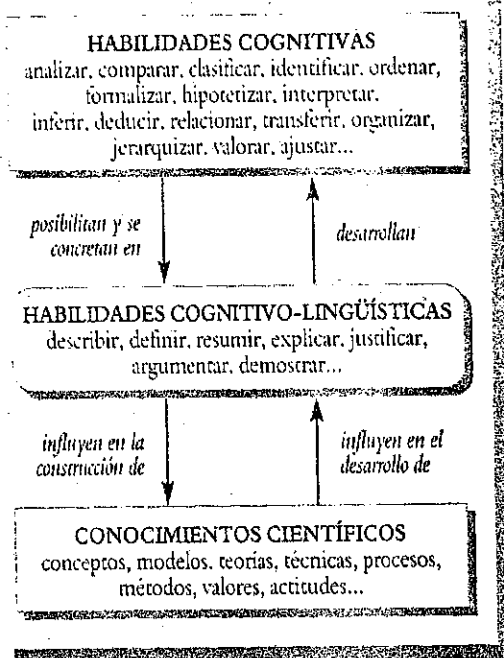 HABILIDADES COGNITIVAS
analizar, comparar, clasificar, identificar, ordenar,
formalizar, hipotetizar, interpretar,
inferir, deducir, relacionar, transferir, organizar,
jerarquizar, valorar, ajustar...
posibilitan y se
concretan en
desarrollan
HABILIDADES COGNITIVO-LINGÜÍSTICAS
describir, definir, resumir, explicar, justificar,
argumentar, demostrar...
influyen en la
construcción de
influyen en el
desarrollo de
CONOCIMIENTOS CIENTÍFICOS
conceptos, modelos, teorías, técnicas, procesos,
métodos, valores, actitudes...